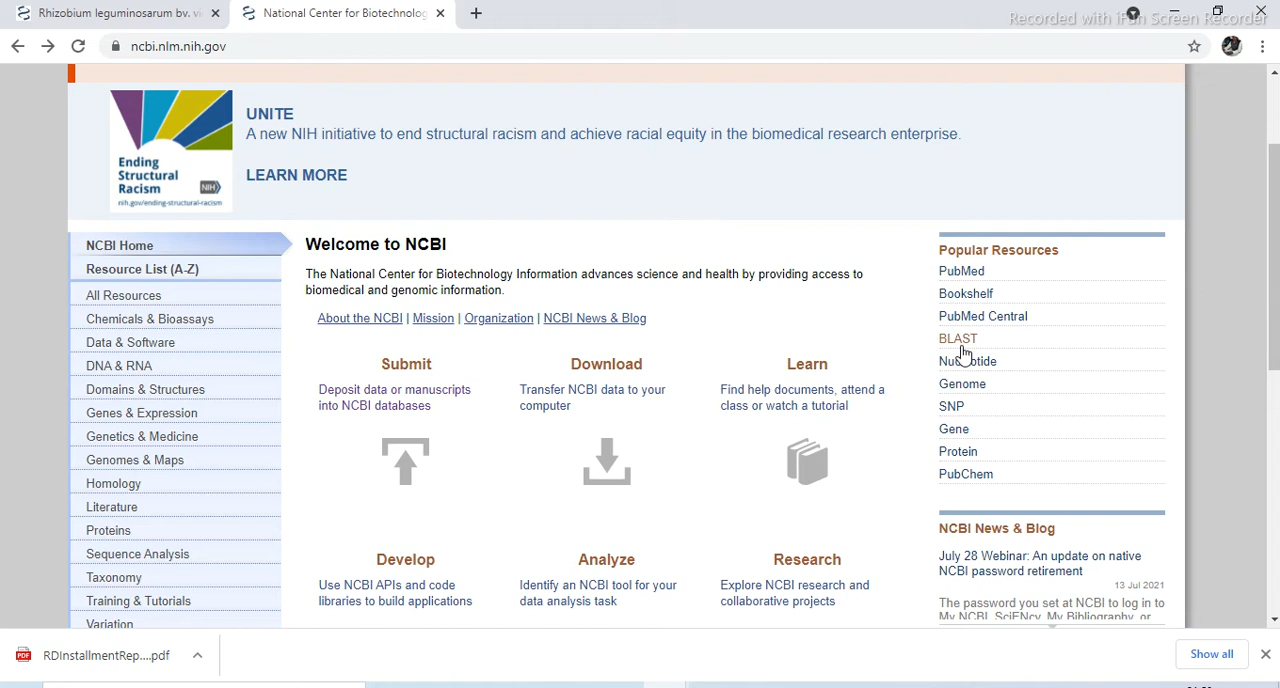 Rhizobium leguminosarum bv. vi
National Center for Biotechnolog
Recorded with iFun Screen Recorder
ncbi.nlm.nih.gov
UNITE
A new NIH initiative to end structural racism and achieve racial equity in the biomedical research enterprise.
LEARN MORE
Ending
Structural
Racism
NIH
nih.gov/ending-structural-racism
NCBI Home
Resource List (A-Z)
All Resources
Chemicals & Bioassays
Data & Software
DNA & RNA
Domains & Structures
Genes & Expression
Genetics & Medicine
Genomes & Maps
Homology
Literature
Proteins
Sequence Analysis
Taxonomy
Training & Tutorials
Variation
Welcome to NCBI
The National Center for Biotechnology Information advances science and health by providing access to
biomedical and genomic information.
About the NCBI | Mission | Organization | NCBI News & Blog
Submit
Deposit data or manuscripts
into NCBI databases
Download
Transfer NCBI data to your
computer
Learn
Find help documents, attend a
class or watch a tutorial
Develop
Use NCBI APIs and code
libraries to build applications
Analyze
Identify an NCBI tool for your
data analysis task
Research
Explore NCBI research and
collaborative projects
Popular Resources
PubMed
Bookshelf
PubMed Central
BLAST
Nucleotide
Genome
SNP
Gene
Protein
PubChem
NCBI News & Blog
July 28 Webinar: An update on native
NCBI password retirement
13 Jul 2021
The password you set at NCBI to log in to
My NCBI, SciENcv, My Bibliography, or
PDF
RDInstallmentRep....pdf
Show all